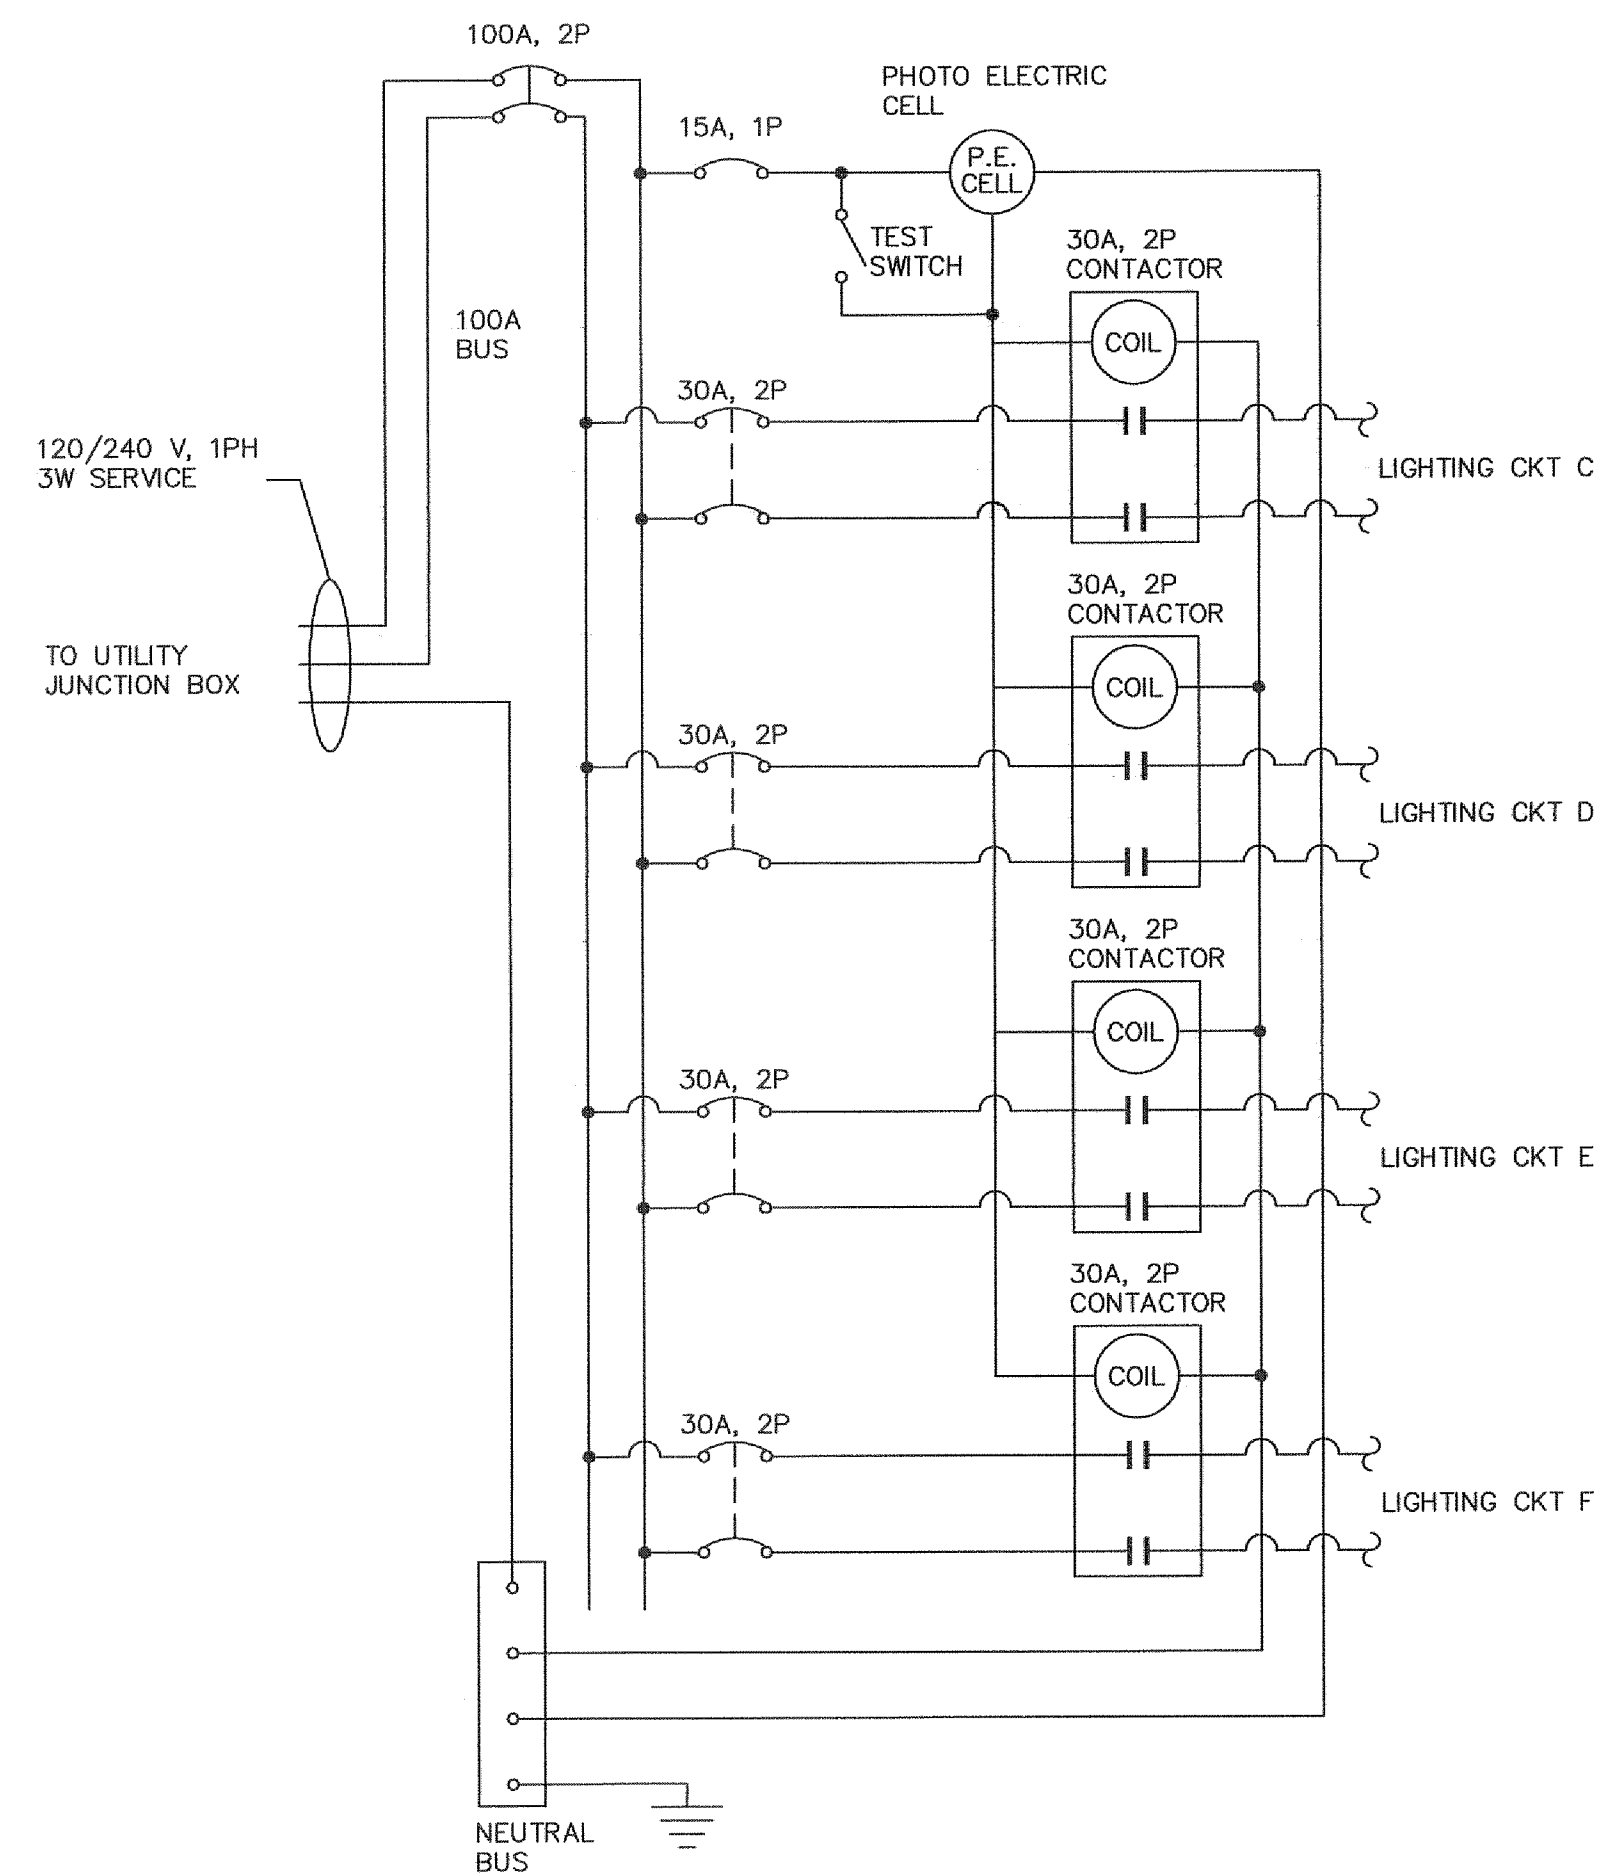 100A, 2P
PHOTO ELECTRIC
CELL
15A, 1P
P.E.
CELL
TEST
SWITCH
30A, 2P
CONTACTOR
100A
BUS
COIL
30A, 2P
120/240 V, 1PH
3W SERVICE
LIGHTING CKT C
30A, 2P
CONTACTOR
TO UTILITY
JUNCTION BOX
COIL
30A, 2P
LIGHTING CKT D
30A, 2P
CONTACTOR
COIL
30A, 2P
LIGHTING CKT E
30A, 2P
CONTACTOR
COIL
30A, 2P
LIGHTING CKT F
NEUTRAL
BUS